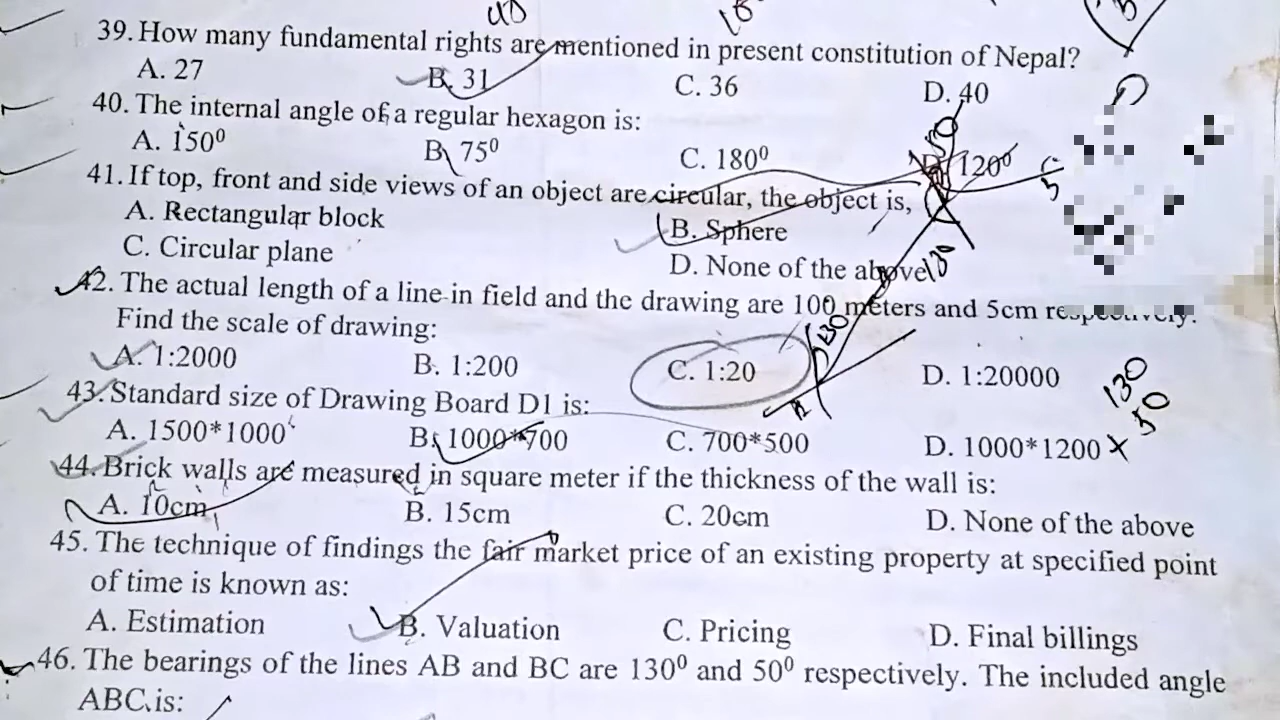 40
39. How many fundamental rights are mentioned in present constitution of Nepal?
A. 27 B. 31 C. 36 D. 40
40. The internal angle of a regular hexagon is:
A. 150⁰ B. 75⁰ C. 180⁰ D. 120⁰
41. If top, front and side views of an object are circular, the object is,
A. Rectangular block B. Sphere
C. Circular plane D. None of the above
42. The actual length of a line in field and the drawing are 100 meters and 5cm respectively.
Find the scale of drawing:
A. 1:2000 B. 1:200 C. 1:20 D. 1:20000
130
50
43. Standard size of Drawing Board D1 is:
A. 1500*1000 B. 1000*700 C. 700*500 D. 1000*1200
44. Brick walls are measured in square meter if the thickness of the wall is:
A. 10cm B. 15cm C. 20cm D. None of the above
45. The technique of findings the fair market price of an existing property at specified point
of time is known as:
A. Estimation B. Valuation C. Pricing D. Final billings
46. The bearings of the lines AB and BC are 130⁰ and 50⁰ respectively. The included angle
ABC is: